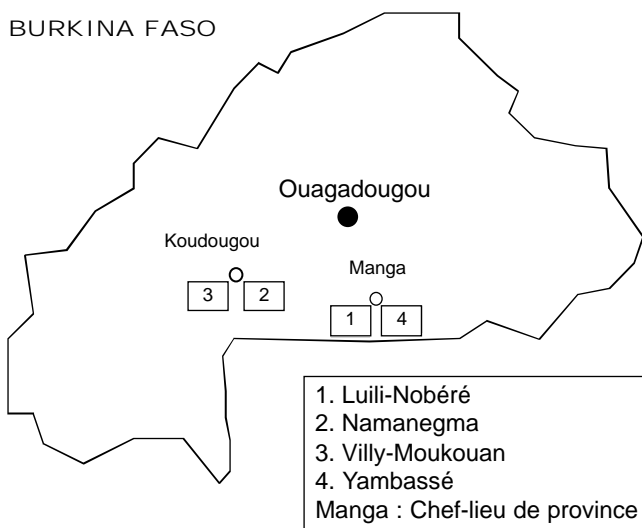 BURKINA FASO
Ouagadougou
Koudougou
Manga
3 2
1 4
1. Luili-Nobéré
2. Namanegma
3. Villy-Moukouan
4. Yambassé
Manga : Chef-lieu de province